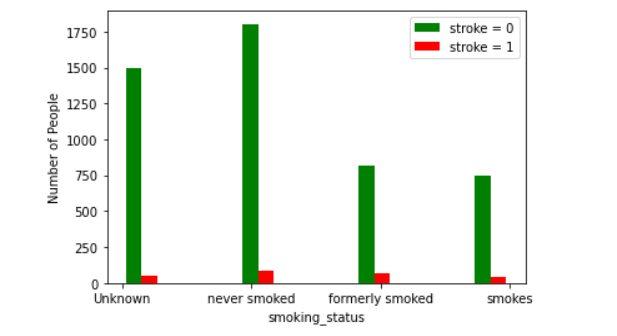 stroke = 0
stroke = 1
1750
1500
1250
1000
750
500
250
0
Number of People
Unknown never smoked formerly smoked smokes
smoking_status